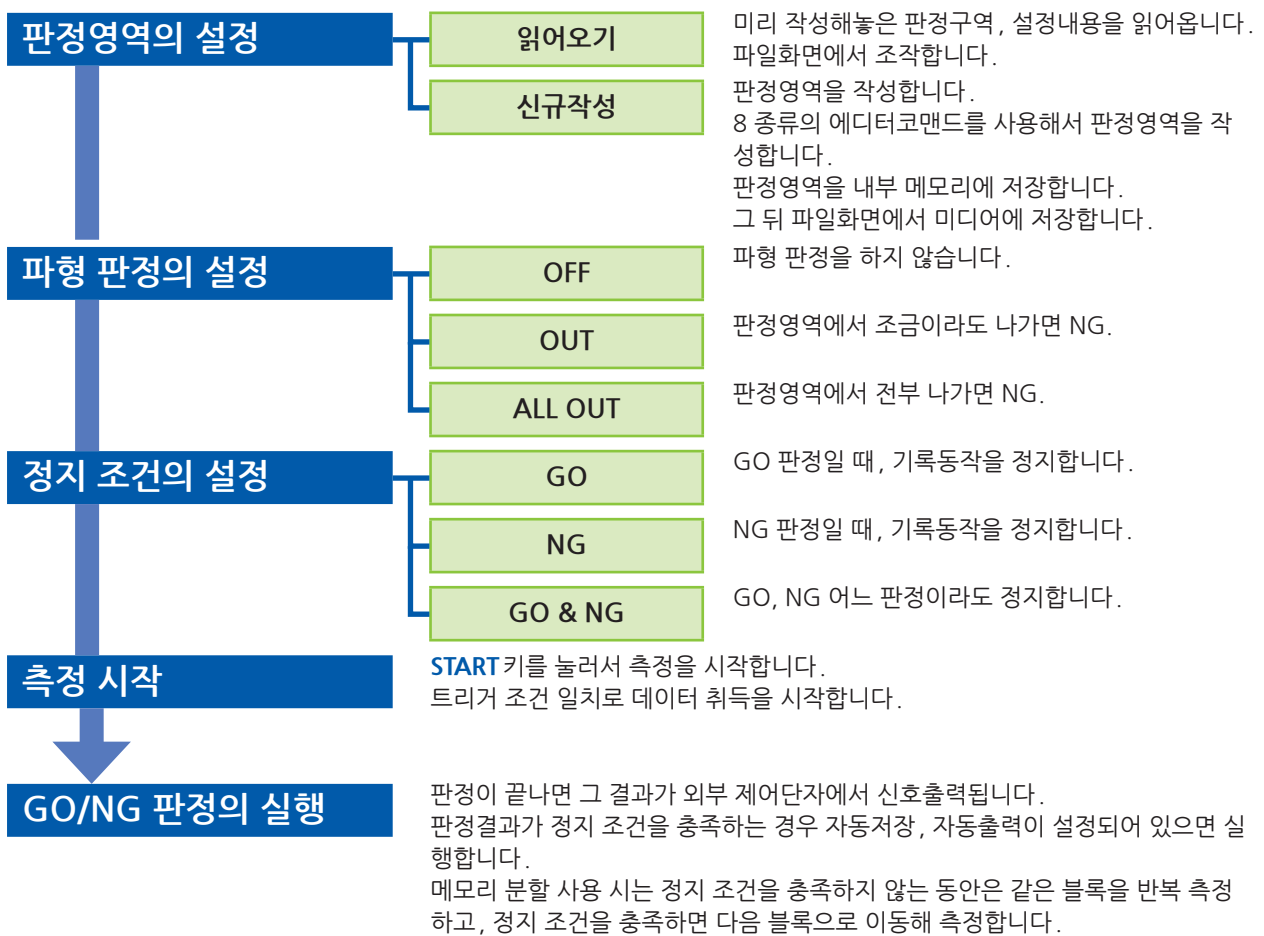 판정영역의 설정
읽어오기
미리 작성해놓은 판정구역, 설정내용을 읽어옵니다.
파일화면에서 조작합니다.
신규작성
판정영역을 작성합니다.
8 종류의 에디터코맨드를 사용해서 판정영역을 작
성합니다.
판정영역을 내부 메모리에 저장합니다.
그 뒤 파일화면에서 미디어에 저장합니다.
파형 판정의 설정
OFF
파형 판정을 하지 않습니다.
OUT
판정영역에서 조금이라도 나가면 NG.
ALL OUT
판정영역에서 전부 나가면 NG.
정지 조건의 설정
GO
GO 판정일 때, 기록동작을 정지합니다.
NG
NG 판정일 때, 기록동작을 정지합니다.
GO & NG
GO, NG 어느 판정이라도 정지합니다.
측정 시작
START 키를 눌러서 측정을 시작합니다.
트리거 조건 일치로 데이터 취득을 시작합니다.
GO/NG 판정의 실행
판정이 끝나면 그 결과가 외부 제어단자에서 신호출력됩니다.
판정결과가 정지 조건을 충족하는 경우 자동저장, 자동출력이 설정되어 있으면 실
행합니다.
메모리 분할 사용 시는 정지 조건을 충족하지 않는 동안은 같은 블록을 반복 측정
하고, 정지 조건을 충족하면 다음 블록으로 이동해 측정합니다.